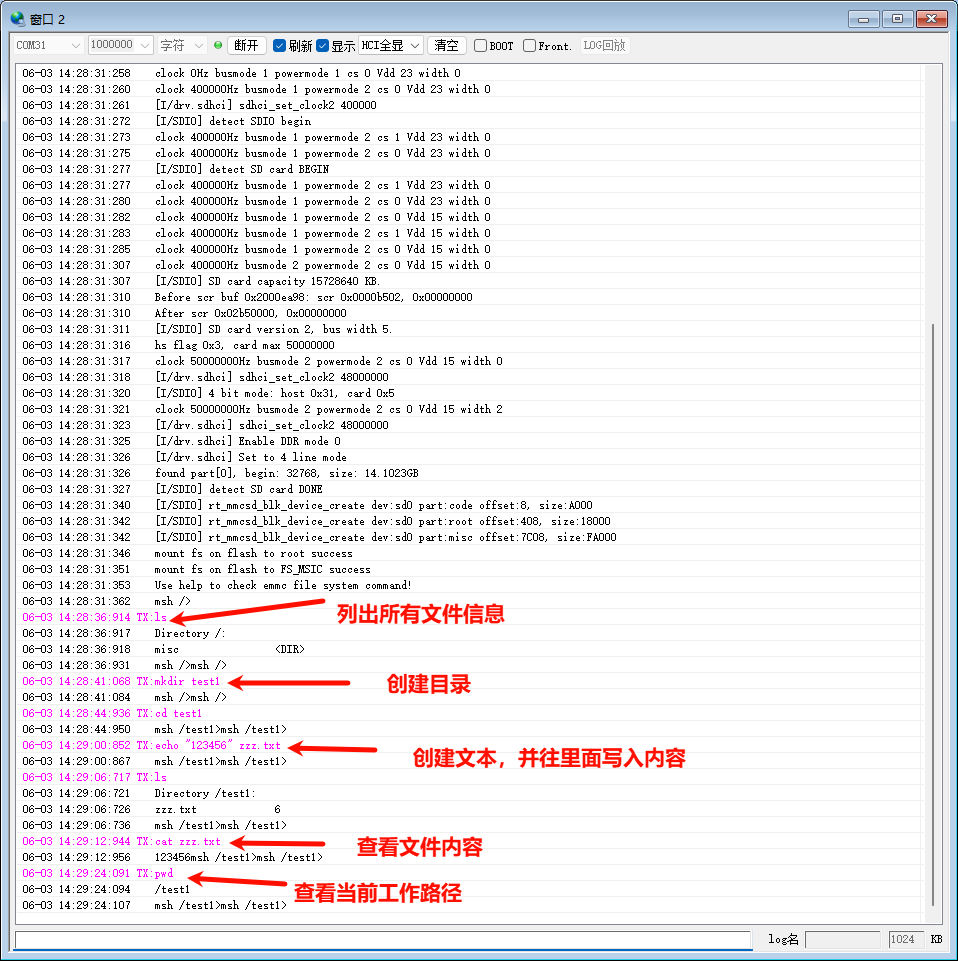 窗口 2
COM31 1000000 字符 断开 刷新 显示 HCI全显 清空 BOOT Front. LOG回放
06-03 14:28:31:258 clock 0Hz busmode 1 powermode 1 cs 0 Vdd 23 width 0
06-03 14:28:31:260 clock 400000Hz busmode 1 powermode 2 cs 0 Vdd 23 width 0
06-03 14:28:31:261 [I/drv.sdhci] sdhci_set_clock2 400000
06-03 14:28:31:272 [I/SDIO] detect SDIO begin
06-03 14:28:31:273 clock 400000Hz busmode 1 powermode 2 cs 1 Vdd 23 width 0
06-03 14:28:31:275 clock 400000Hz busmode 1 powermode 2 cs 0 Vdd 23 width 0
06-03 14:28:31:277 [I/SDIO] detect SD card BEGIN
06-03 14:28:31:277 clock 400000Hz busmode 1 powermode 2 cs 1 Vdd 23 width 0
06-03 14:28:31:280 clock 400000Hz busmode 1 powermode 2 cs 0 Vdd 23 width 0
06-03 14:28:31:282 clock 400000Hz busmode 1 powermode 2 cs 0 Vdd 15 width 0
06-03 14:28:31:283 clock 400000Hz busmode 1 powermode 2 cs 1 Vdd 15 width 0
06-03 14:28:31:285 clock 400000Hz busmode 1 powermode 2 cs 0 Vdd 15 width 0
06-03 14:28:31:307 clock 400000Hz busmode 2 powermode 2 cs 0 Vdd 15 width 0
06-03 14:28:31:307 [I/SDIO] SD card capacity 15728640 KB.
06-03 14:28:31:310 Before scr buf 0x2000ea98: scr 0x0000b502, 0x00000000
06-03 14:28:31:310 After scr 0x02b50000, 0x00000000
06-03 14:28:31:311 [I/SDIO] SD card version 2, bus width 5.
06-03 14:28:31:316 hs flag 0x3, card max 50000000
06-03 14:28:31:317 clock 50000000Hz busmode 2 powermode 2 cs 0 Vdd 15 width 0
06-03 14:28:31:318 [I/drv.sdhci] sdhci_set_clock2 48000000
06-03 14:28:31:320 [I/SDIO] 4 bit mode: host 0x31, card 0x5
06-03 14:28:31:321 clock 50000000Hz busmode 2 powermode 2 cs 0 Vdd 15 width 2
06-03 14:28:31:323 [I/drv.sdhci] sdhci_set_clock2 48000000
06-03 14:28:31:325 [I/drv.sdhci] Enable DDR mode 0
06-03 14:28:31:326 [I/drv.sdhci] Set to 4 line mode
06-03 14:28:31:326 found part[0], begin: 32768, size: 14.1023GB
06-03 14:28:31:327 [I/SDIO] detect SD card DONE
06-03 14:28:31:340 [I/SDIO] rt_mmcsd_blk_device_create dev:sd0 part:code offset:8, size:A000
06-03 14:28:31:342 [I/SDIO] rt_mmcsd_blk_device_create dev:sd0 part:root offset:408, size:18000
06-03 14:28:31:342 [I/SDIO] rt_mmcsd_blk_device_create dev:sd0 part:misc offset:7C08, size:FA000
06-03 14:28:31:346 mount fs on flash to root success
06-03 14:28:31:351 mount fs on flash to FS_MSIC success
06-03 14:28:31:353 Use help to check emmc file system command!
06-03 14:28:31:362 msh />
06-03 14:28:36:914 TX:ls 列出所有文件信息
06-03 14:28:36:917 Directory /:
06-03 14:28:36:918 misc <DIR>
06-03 14:28:36:931 msh />msh />
06-03 14:28:41:068 TX:mkdir test1 创建目录
06-03 14:28:41:084 msh />msh />
06-03 14:28:44:936 TX:cd test1
06-03 14:28:44:950 msh /test1>msh /test1>
06-03 14:29:00:852 TX:echo "123456" zzz.txt 创建文本，并往里面写入内容
06-03 14:29:00:867 msh /test1>msh /test1>
06-03 14:29:06:717 TX:ls
06-03 14:29:06:721 Directory /test1:
06-03 14:29:06:726 zzz.txt 6
06-03 14:29:06:736 msh /test1>msh /test1>
06-03 14:29:12:944 TX:cat zzz.txt 查看文件内容
06-03 14:29:12:956 123456msh /test1>msh /test1>
06-03 14:29:24:091 TX:pwd 查看当前工作路径
06-03 14:29:24:094 /test1
06-03 14:29:24:107 msh /test1>msh /test1>
log名 1024 KB